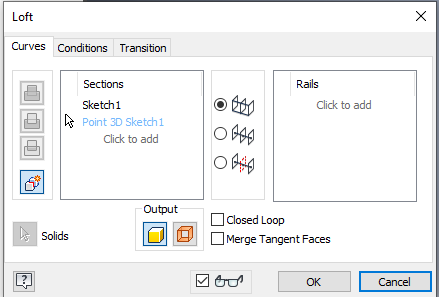 Loft
Curves Conditions Transition
Sections
Sketch1
Point 3D Sketch1
Click to add
Rails
Click to add
Solids
Output
Closed Loop
Merge Tangent Faces
?
OK
Cancel